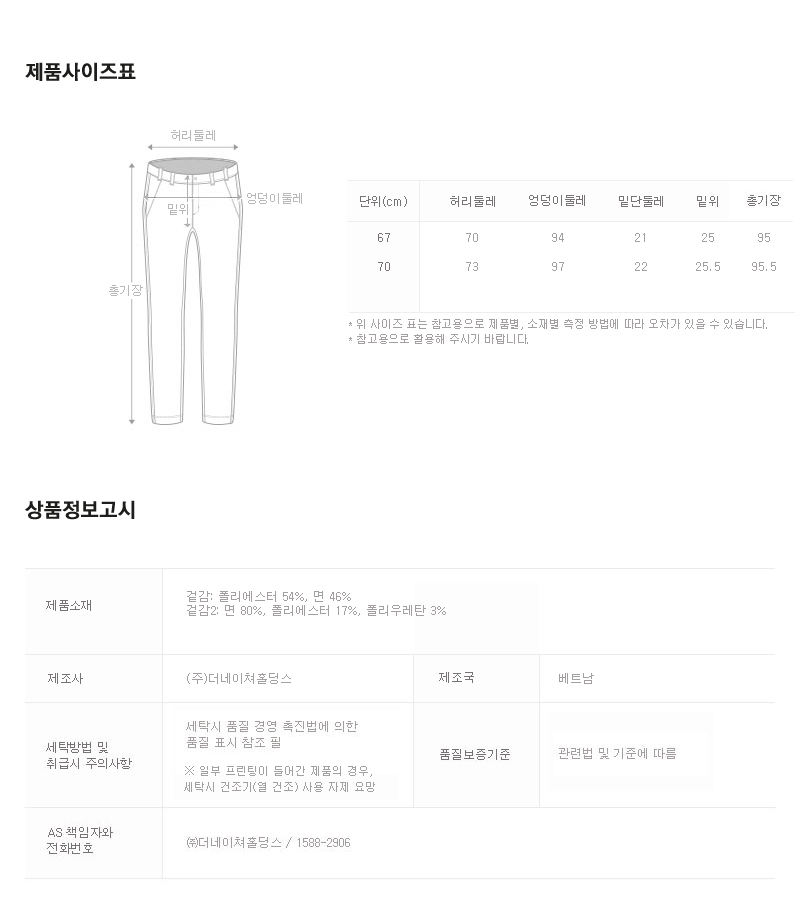 제품사이즈표
허리둘레
엉덩이둘레
밑위
총기장
단위(cm) 허리둘레 엉덩이둘레 밑단둘레 밑위 총기장
67 70 94 21 25 95
70 73 97 22 25.5 95.5
* 위 사이즈 표는 참고용으로 제품별, 소재별 측정 방법에 따라 오차가 있을 수 있습니다.
* 참고용으로 활용해 주시기 바랍니다.
상품정보고시
제품소재
겉감: 폴리에스터 54%, 면 46%
겉감2: 면 80%, 폴리에스터 17%, 폴리우레탄 3%
제조사 (주)더네이쳐홀딩스 제조국 베트남
세탁방법 및
취급시 주의사항
세탁시 품질 경영 촉진법에 의한
품질 표시 참조 필
※ 일부 프린팅이 들어간 제품의 경우,
세탁시 건조기(열 건조) 사용 자제 요망
품질보증기준 관련법 및 기준에 따름
AS 책임자와
전화번호
㈜더네이쳐홀딩스 / 1588-2906